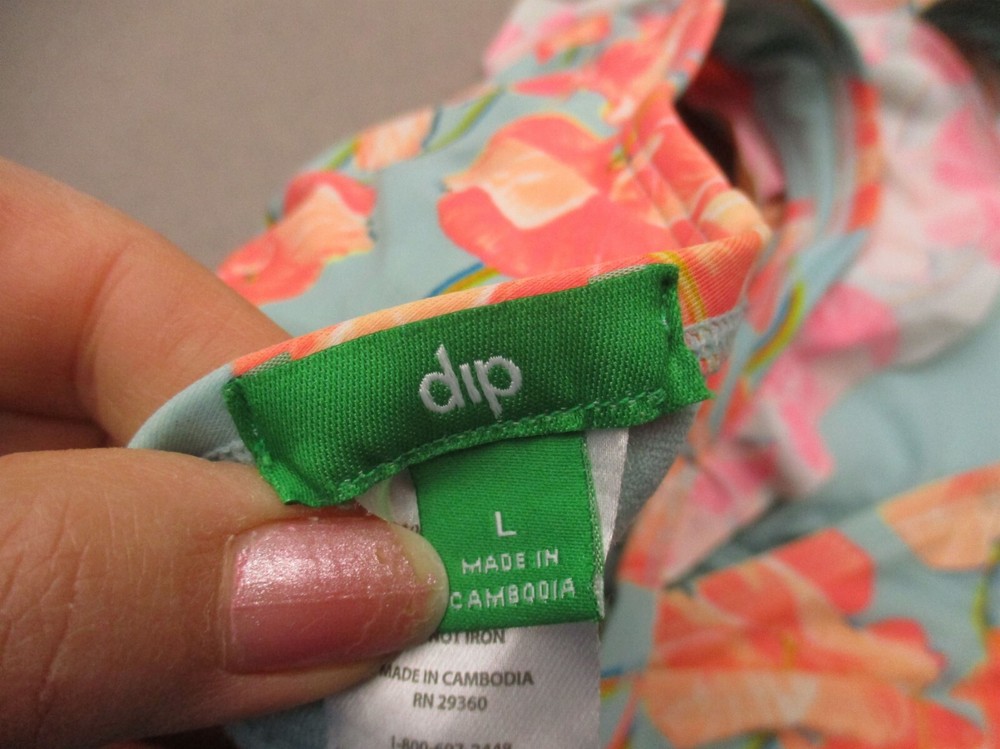 dip
L
MADE IN
CAMBODIA
NOT IRON
MADE IN CAMBODIA
RN 29360